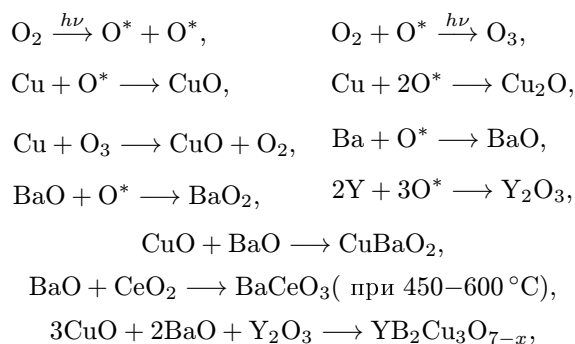 O₂ —hν→ O* + O*, O₂ + O* —hν→ O₃,
Cu + O* ⟶ CuO, Cu + 2O* ⟶ Cu₂O,
Cu + O₃ ⟶ CuO + O₂, Ba + O* ⟶ BaO,
BaO + O* ⟶ BaO₂, 2Y + 3O* ⟶ Y₂O₃,
CuO + BaO ⟶ CuBaO₂,
BaO + CeO₂ ⟶ BaCeO₃( при 450–600 °C),
3CuO + 2BaO + Y₂O₃ ⟶ YB₂Cu₃O₇₋ₓ,